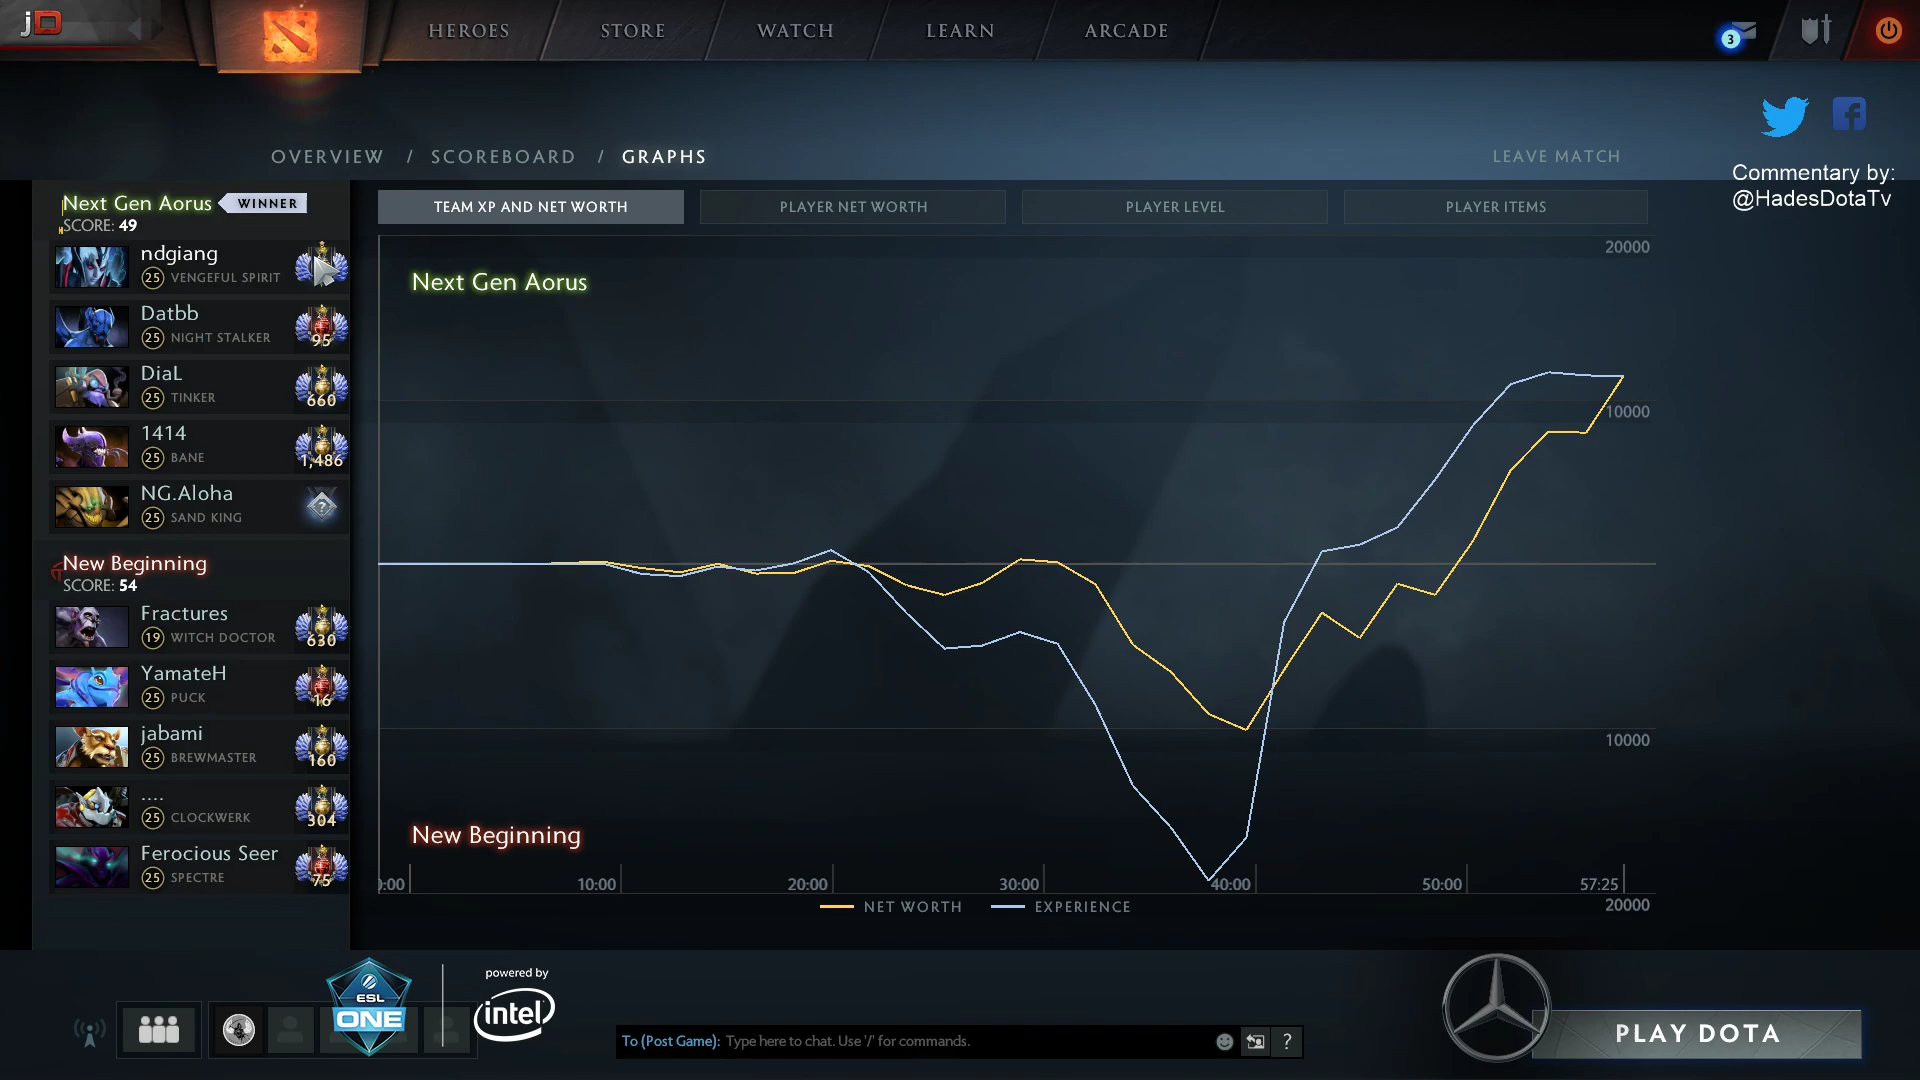 jD
HEROES
STORE
WATCH
LEARN
ARCADE
3
OVERVIEW / SCOREBOARD / GRAPHS
LEAVE MATCH
Commentary by:
@HadesDotaTv
Next Gen Aorus WINNER
SCORE: 49
ndgiang
25 VENGEFUL SPIRIT
Datbb
25 NIGHT STALKER
95
DiaL
25 TINKER
660
1414
25 BANE
1,486
NG.Aloha
25 SAND KING
?
New Beginning
SCORE: 54
Fractures
19 WITCH DOCTOR
630
YamateH
25 PUCK
16
jabami
25 BREWMASTER
160
....
25 CLOCKWERK
304
Ferocious Seer
25 SPECTRE
75
TEAM XP AND NET WORTH
PLAYER NET WORTH
PLAYER LEVEL
PLAYER ITEMS
20000
Next Gen Aorus
10000
10000
New Beginning
:00 10:00 20:00 30:00 40:00 50:00 57:25
20000
NET WORTH EXPERIENCE
ESL
ONE
powered by
intel
To (Post Game): Type here to chat. Use '/' for commands.
?
PLAY DOTA